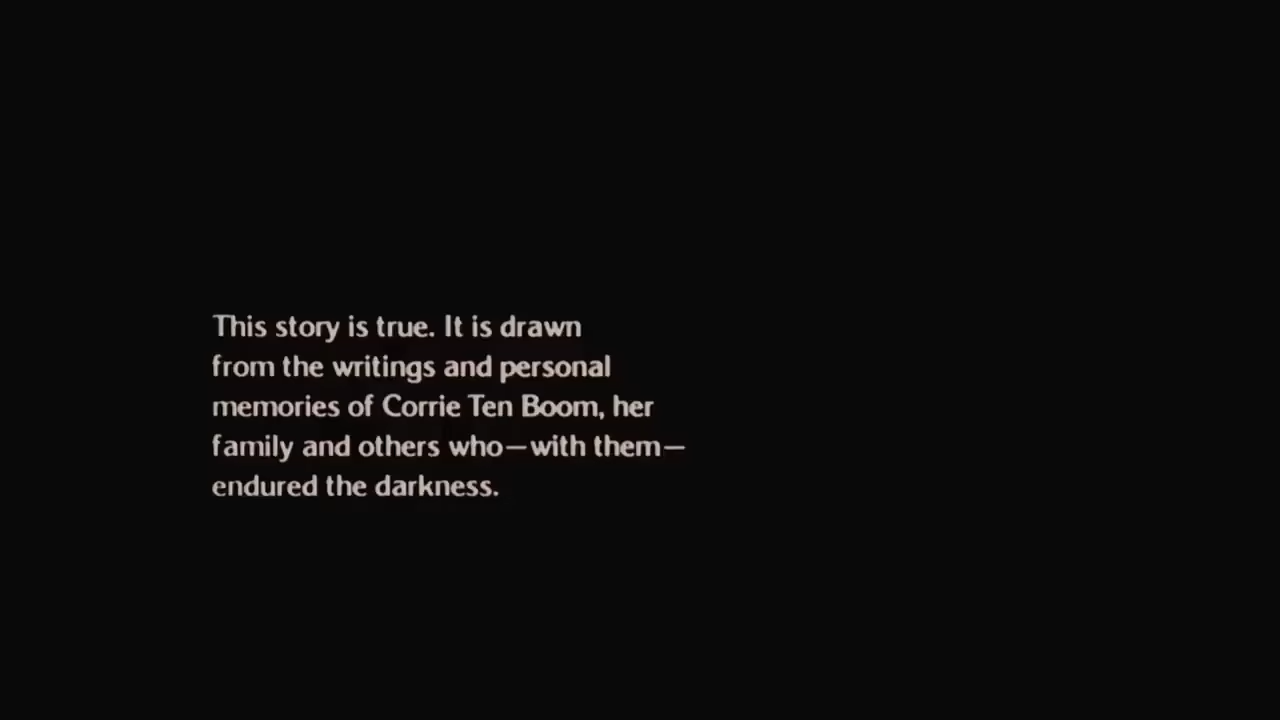 This story is true. It is drawn
from the writings and personal
memories of Corrie Ten Boom, her
family and others who—with them—
endured the darkness.